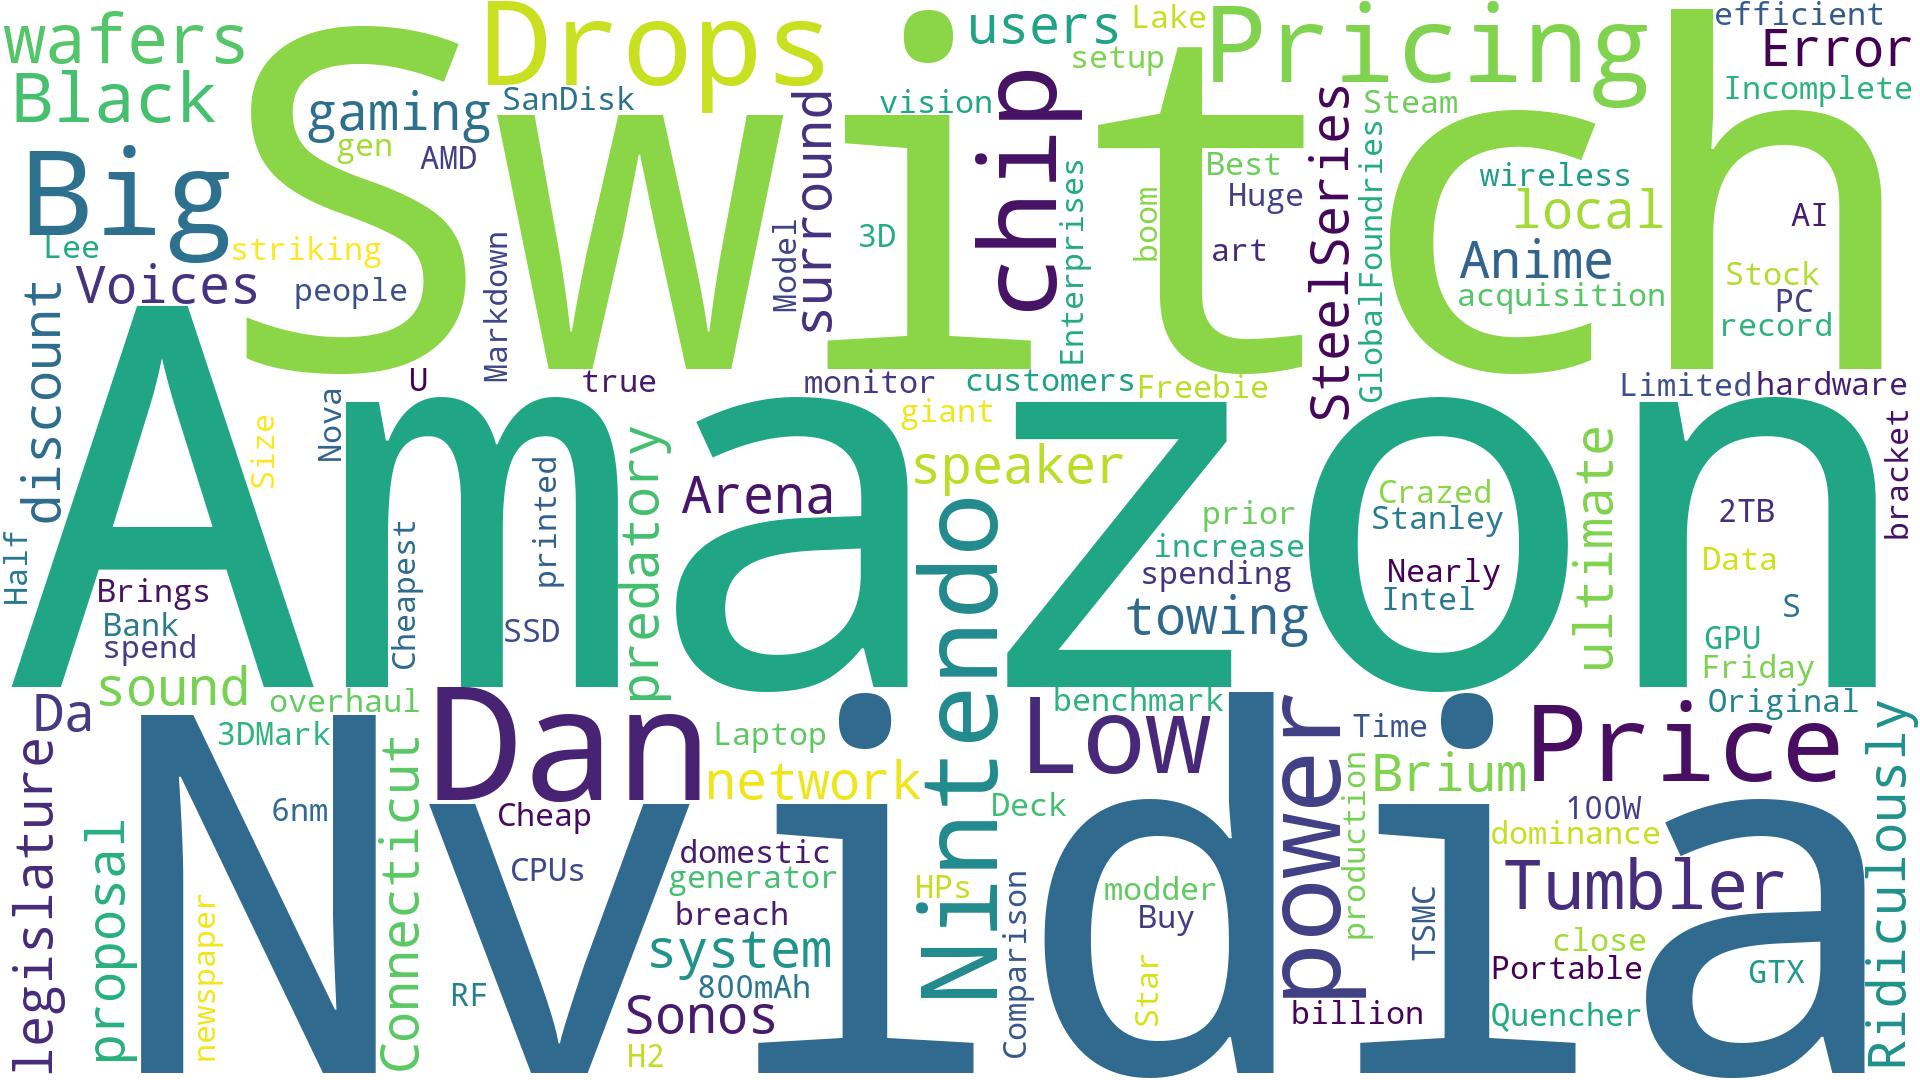 wafers
Black
Switch
Drops
users
Lake
setup
Pricing
efficient
Error
Incomplete
gaming
SanDisk
gen
AMD
vision
chip
Steam
surround
SteelSeries
GlobalFoundries
Big
Lee
striking
Voices
people
Markdown
Model
3D
Enterprises
boom
Best
Huge
art
wireless
local
Anime
acquisition
AI
Stock
PC
record
discount
U
true
monitor
customers
Freebie
Limited
hardware
Amazon
Size
Nova
giant
speaker
Arena
predatory
printed
Cheapest
SSD
Half
Brings
Bank
spend
sound
overhaul
Nintendo
prior
increase
spending
towing
Crazed
Stanley
Nearly
Intel
ultimate
2TB
Data
S
GPU
Friday
bracket
Original
Da
3DMark
Dan
Laptop
network
benchmark
Low
power
Time
Price
Brium
Nvidia
legislature
proposal
newspaper
6nm
Connecticut
Cheap
CPUs
RF
domestic
generator
breach
system
800mAh
Sonos
H2
Deck
HPs
Comparison
modder
Buy
Star
billion
production
TSMC
100W
dominance
Tumbler
close
Portable
GTX
Quencher
Ridiculously